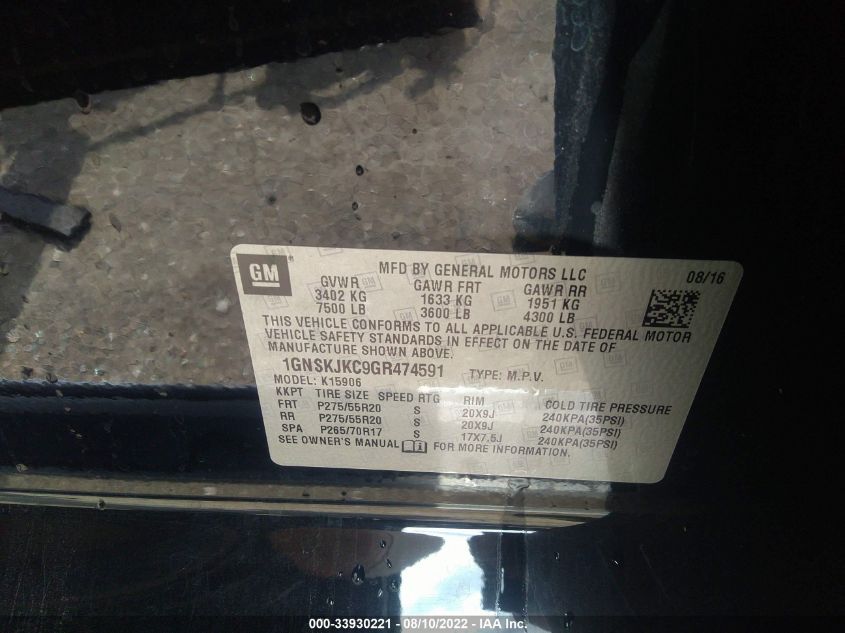 GM
MFD BY GENERAL MOTORS LLC
08/16
GVWR GAWR FRT GAWR RR
3402 KG 1633 KG 1951 KG
7500 LB 3600 LB 4300 LB
THIS VEHICLE CONFORMS TO ALL APPLICABLE U.S. FEDERAL MOTOR
VEHICLE SAFETY STANDARDS IN EFFECT ON THE DATE OF
MANUFACTURE SHOWN ABOVE.
1GNSKJKC9GR474591 TYPE: M.P.V.
MODEL: K15906
KKPT TIRE SIZE SPEED RTG RIM COLD TIRE PRESSURE
FRT P275/55R20 S 20X9J 240KPA(35PSI)
RR P275/55R20 S 20X9J 240KPA(35PSI)
SPA P265/70R17 S 17X7.5J 240KPA(35PSI)
SEE OWNER'S MANUAL FOR MORE INFORMATION.
000-33930221 - 08/10/2022 - IAA Inc.